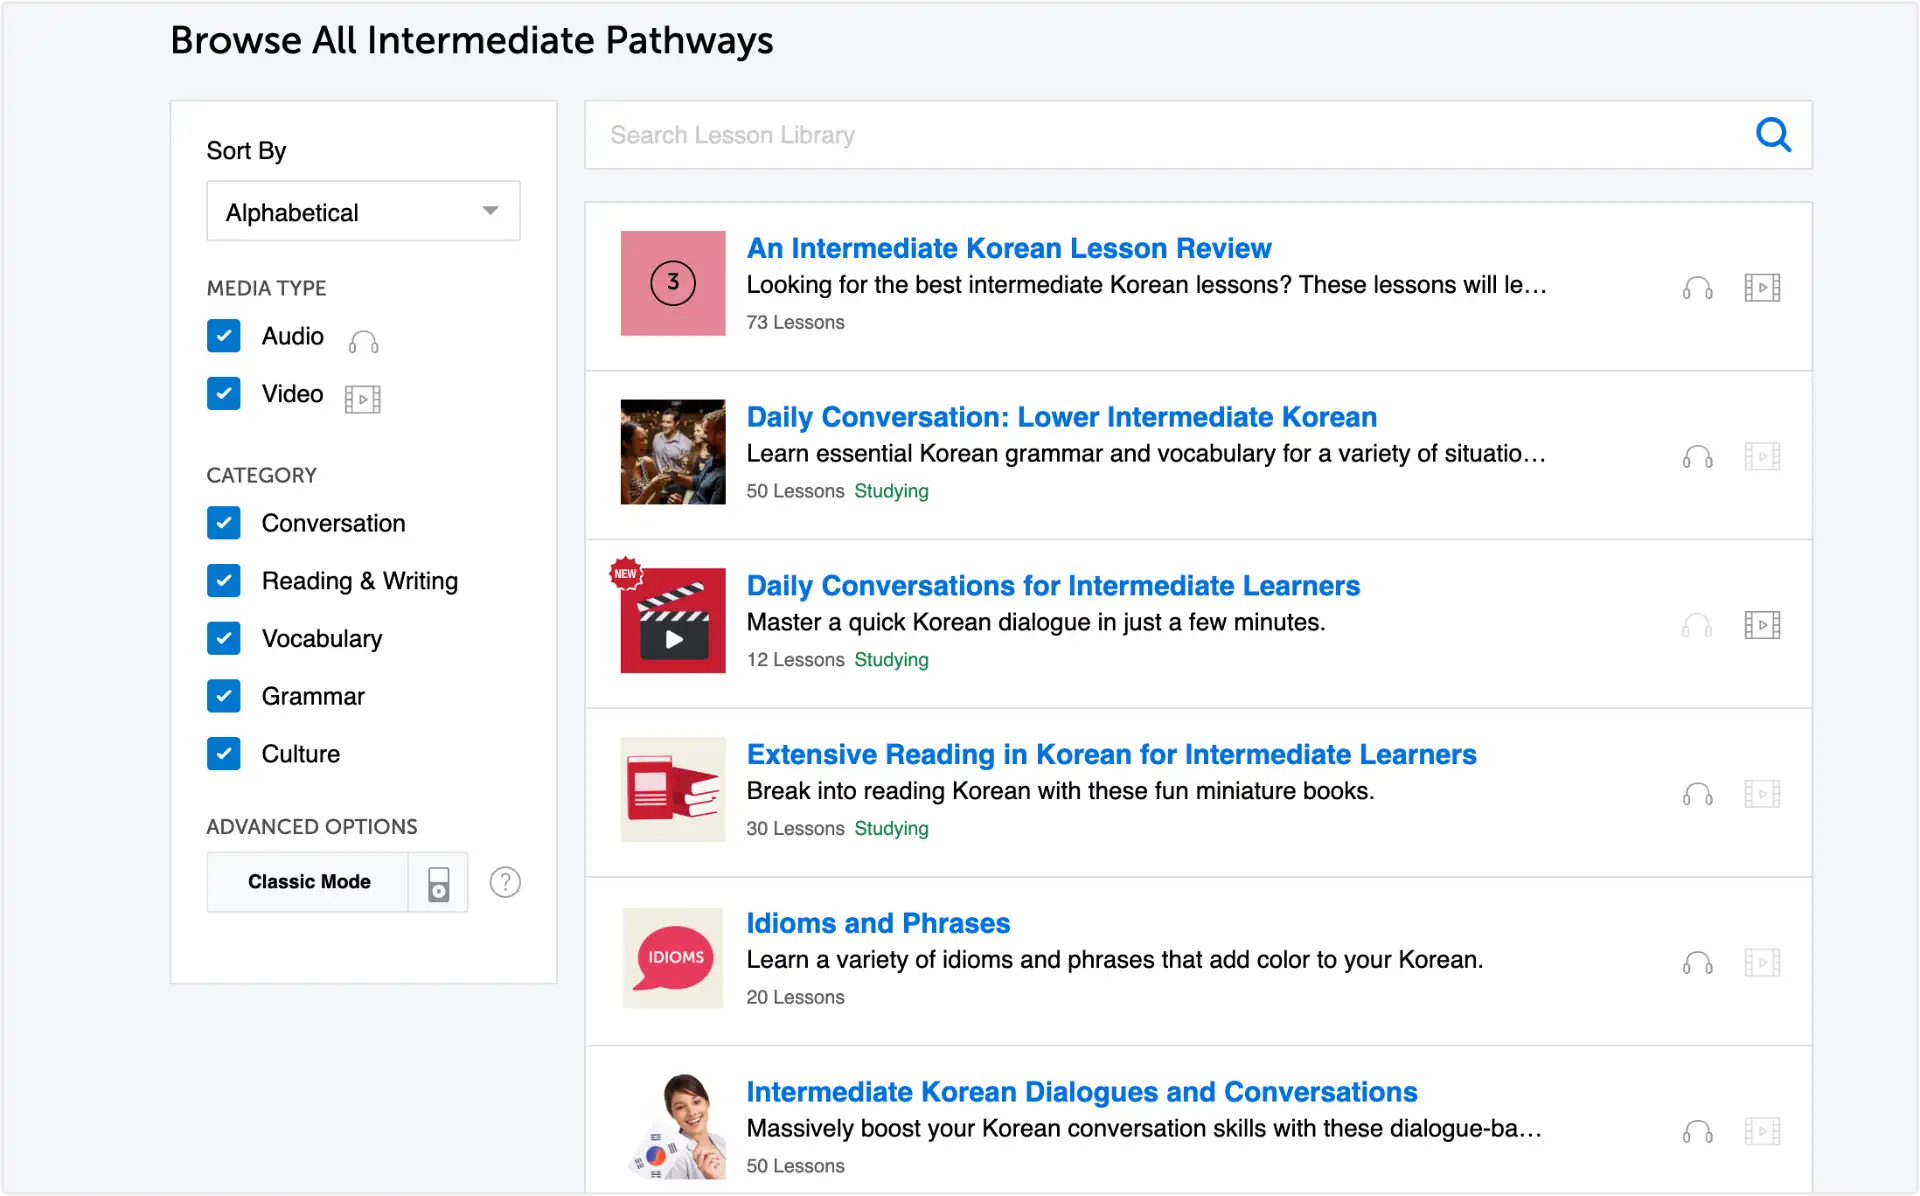 Browse All Intermediate Pathways
Sort By
Alphabetical
MEDIA TYPE
Audio
Video
CATEGORY
Conversation
Reading & Writing
Vocabulary
Grammar
Culture
ADVANCED OPTIONS
Classic Mode
?
Search Lesson Library
3
An Intermediate Korean Lesson Review
Looking for the best intermediate Korean lessons? These lessons will le...
73 Lessons
Daily Conversation: Lower Intermediate Korean
Learn essential Korean grammar and vocabulary for a variety of situatio...
50 Lessons Studying
NEW
Daily Conversations for Intermediate Learners
Master a quick Korean dialogue in just a few minutes.
12 Lessons Studying
Extensive Reading in Korean for Intermediate Learners
Break into reading Korean with these fun miniature books.
30 Lessons Studying
IDIOMS
Idioms and Phrases
Learn a variety of idioms and phrases that add color to your Korean.
20 Lessons
Intermediate Korean Dialogues and Conversations
Massively boost your Korean conversation skills with these dialogue-ba...
50 Lessons